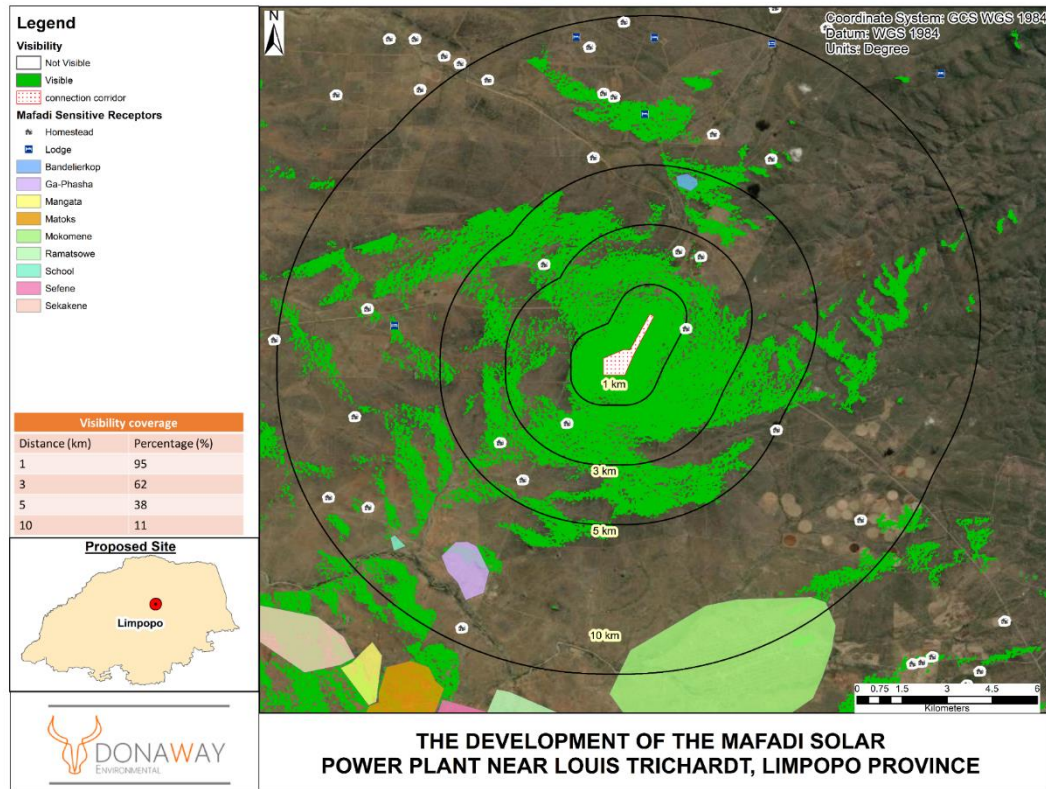 Legend
Visibility
Not Visible
Visible
connection corridor
Mafadi Sensitive Receptors
Homestead
Lodge
Bandelierkop
Ga-Phasha
Mangata
Matoks
Mokomene
Ramatsowe
School
Sefene
Sekakene
Visibility coverage
Distance (km) Percentage (%)
1 95
3 62
5 38
10 11
Proposed Site
Limpopo
DONAWAY
ENVIRONMENTAL
N
Coordinate System: GCS WGS 1984
Datum: WGS 1984
Units: Degree
1 km
3 km
5 km
10 km
0 0.75 1.5 3 4.5 6
Kilometers
THE DEVELOPMENT OF THE MAFADI SOLAR
POWER PLANT NEAR LOUIS TRICHARDT, LIMPOPO PROVINCE